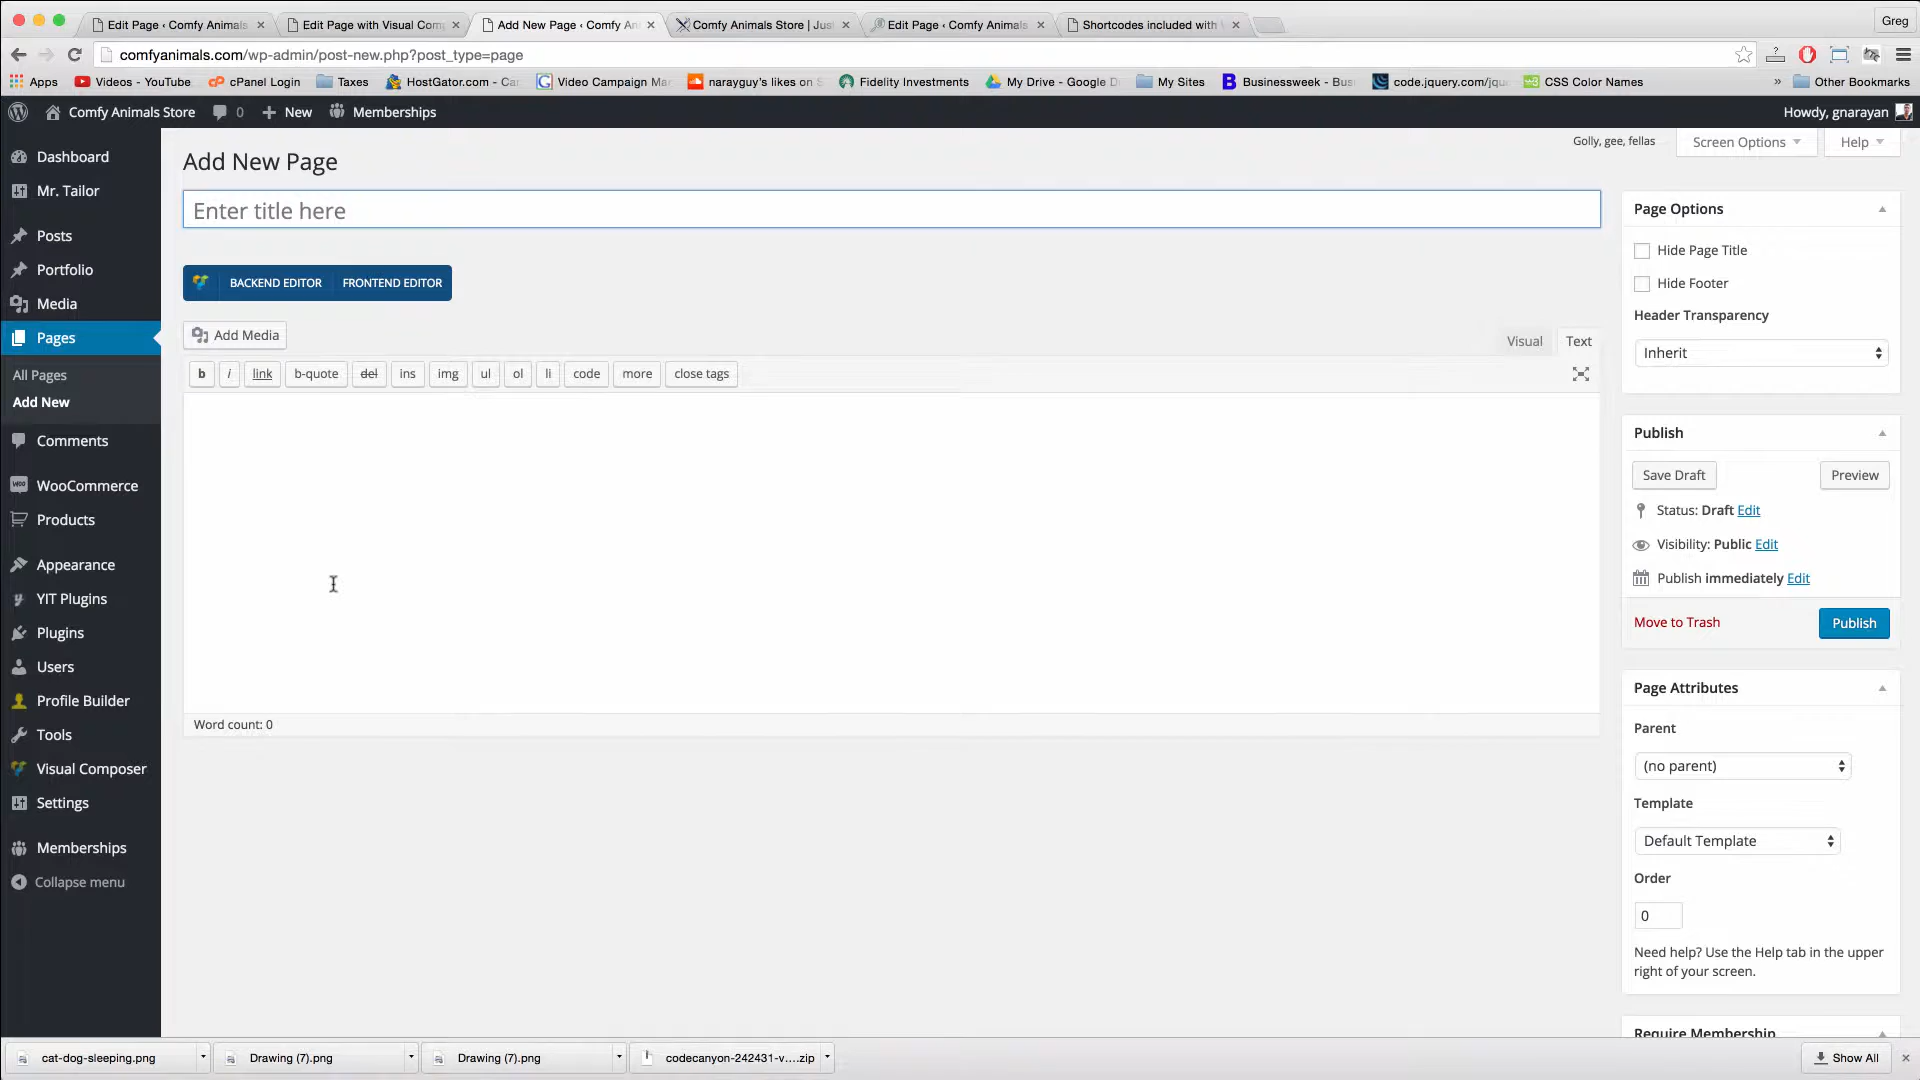 Edit Page ‹ Comfy Animals
Edit Page with Visual Com
Add New Page ‹ Comfy An
Comfy Animals Store | Jus
Edit Page ‹ Comfy Animals
Shortcodes included with
Greg
comfyanimals.com/wp-admin/post-new.php?post_type=page
Apps
Videos - YouTube
cPanel Login
Taxes
HostGator.com - Ca
Video Campaign Mar
narayguy's likes on S
Fidelity Investments
My Drive - Google D
My Sites
Businessweek - Bus
code.jquery.com/jqu
CSS Color Names
»
Other Bookmarks
Comfy Animals Store
0
New
Memberships
Howdy, gnarayan
Dashboard
Mr. Tailor
Posts
Portfolio
Media
Pages
All Pages
Add New
Comments
WooCommerce
Products
Appearance
YIT Plugins
Plugins
Users
Profile Builder
Tools
Visual Composer
Settings
Memberships
Collapse menu
Golly, gee, fellas
Screen Options
Help
Add New Page
Enter title here
BACKEND EDITOR
FRONTEND EDITOR
Add Media
Visual
Text
b
i
link
b-quote
del
ins
img
ul
ol
li
code
more
close tags
Word count: 0
Page Options
Hide Page Title
Hide Footer
Header Transparency
Inherit
Publish
Save Draft
Preview
Status: Draft Edit
Visibility: Public Edit
Publish immediately Edit
Move to Trash
Publish
Page Attributes
Parent
(no parent)
Template
Default Template
Order
0
Need help? Use the Help tab in the upper
right of your screen.
Require Membership
cat-dog-sleeping.png
Drawing (7).png
Drawing (7).png
codecanyon-242431-v....zip
Show All